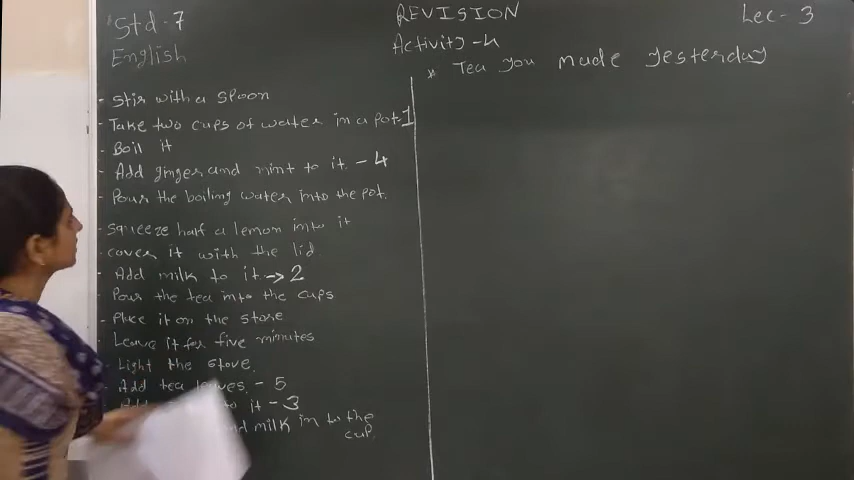 Std - 7
English
REVISION
Activity - 4
Lec - 3
* Tea you made yesterday
- Stir with a spoon
- Take two cups of watter in a pot. 1
- Boil it
- Add ginger and mint to it. - 4
- Pour the boiling water into the pot.
- Squeeze half a lemon into it
- cover it with the lid
- Add milk to it → 2
- Pour the tea into the cups
- Place it on the stove
- Leave it for five minutes
- Light the stove.
- Add tea leaves. - 5
to it - 3
and milk in to the
cup.